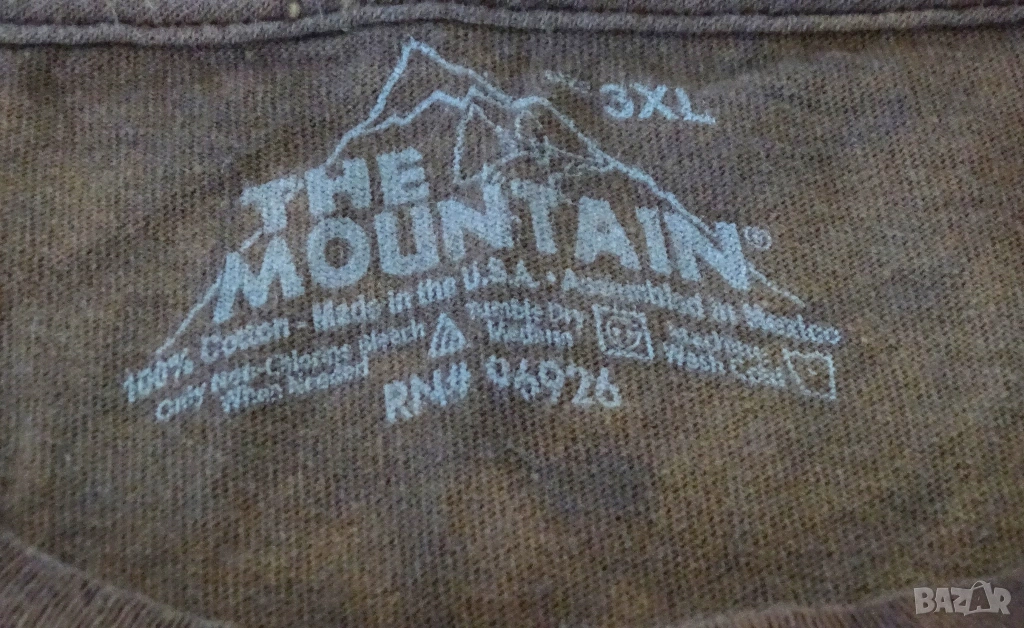 3XL
THE
MOUNTAIN®
100% Cotton - Made in the U.S.A. - Assembled in Mexico
Only Non-Chlorine Bleach
When Needed
Tumble Dry
Medium
Wash Cold
RN# 96926
BAZAR